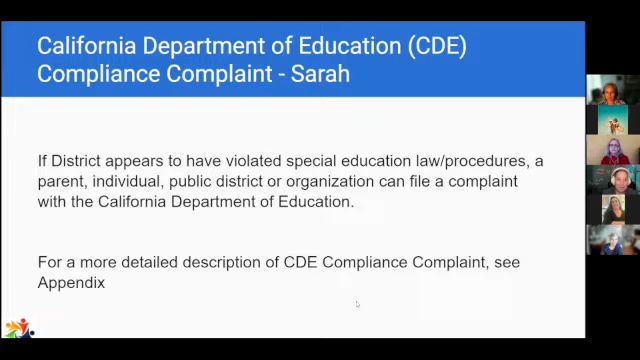 California Department of Education (CDE)
Compliance Complaint - Sarah
If District appears to have violated special education law/procedures, a
parent, individual, public district or organization can file a complaint
with the California Department of Education.
For a more detailed description of CDE Compliance Complaint, see
Appendix